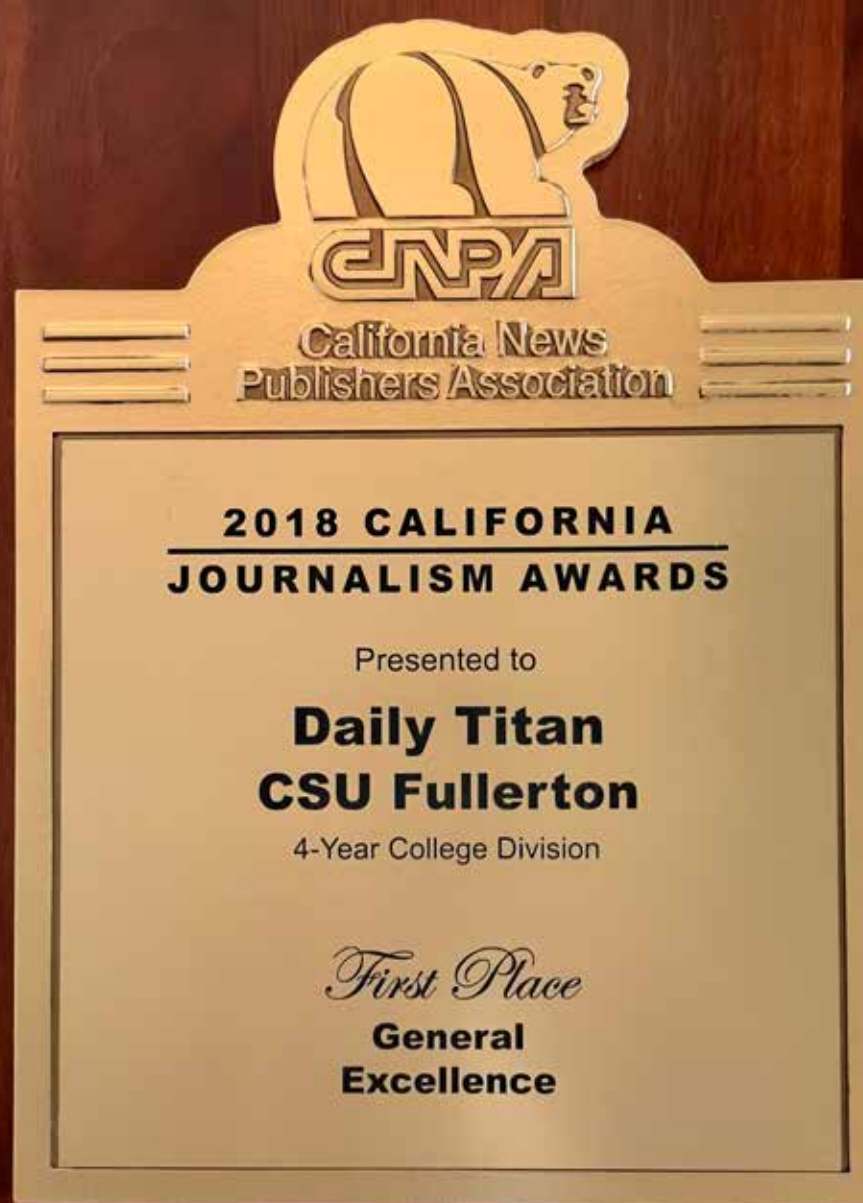 CNPA
California News
Publishers Association
2018 CALIFORNIA
JOURNALISM AWARDS
Presented to
Daily Titan
CSU Fullerton
4-Year College Division
First Place
General
Excellence